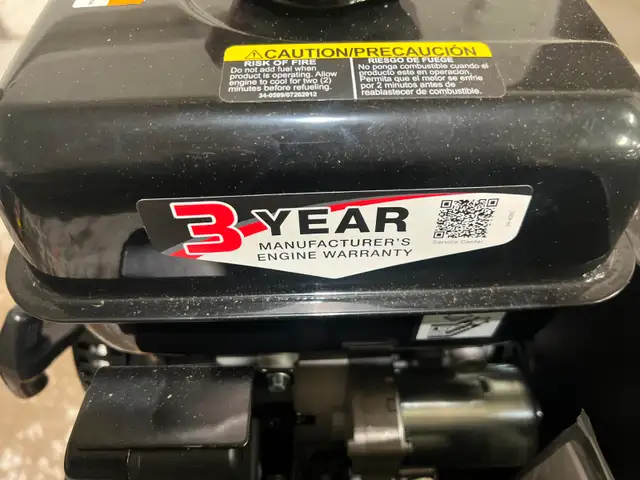 CAUTION/PRECAUCIÓN
RISK OF FIRE
Do not add fuel when
product is operating. Allow
engine to cool for two (2)
minutes before refueling.
34-0599/07262012
RIESGO DE FUEGE
No ponga combustible cuando el
producto este en operacion.
Permita que el motor se enfrie
por 2 minutos antes de
reablastecer de combustible.
3-YEAR
MANUFACTURER'S
ENGINE WARRANTY
Service Center